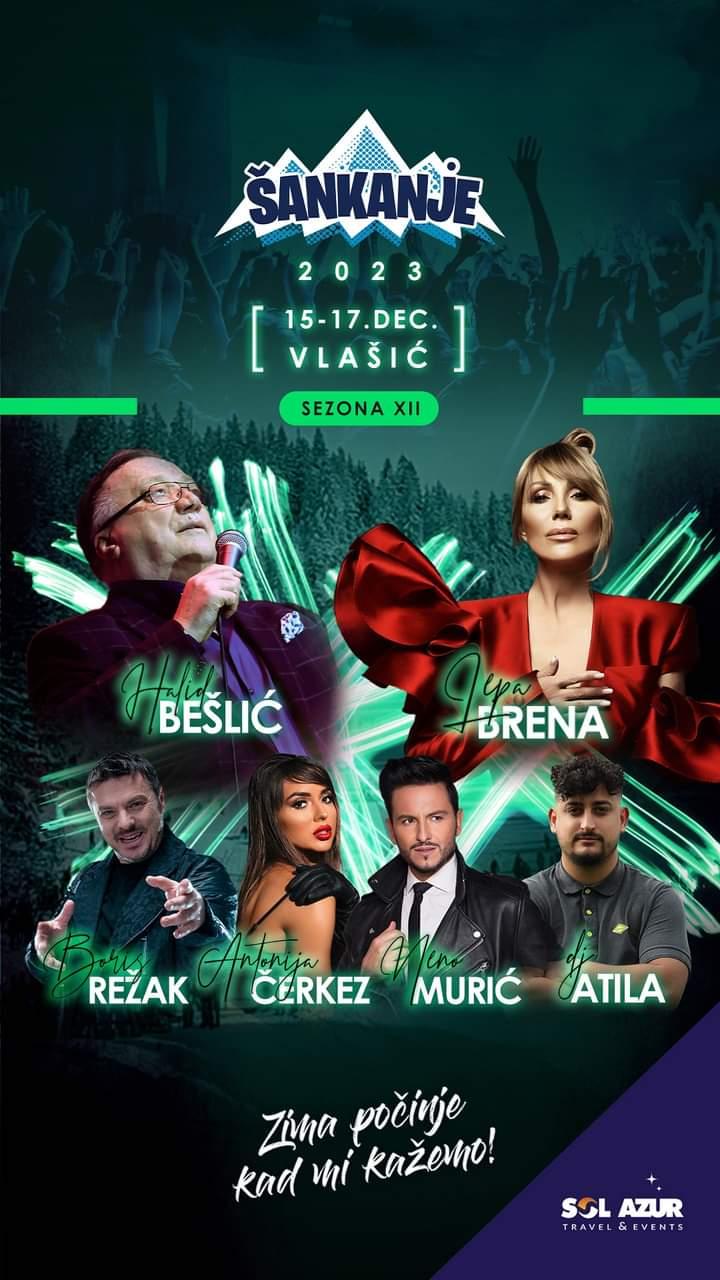 ŠANKANJE
2023
15-17.DEC.
VLAŠIĆ
SEZONA XII
Halid
BEŠLIĆ
Lepa
BRENA
Boris
REŽAK
Antonija
ČERKEZ
Neno
MURIĆ
dj
ATILA
Zima počinje
kad mi kažemo!
SOL AZUR
TRAVEL & EVENTS